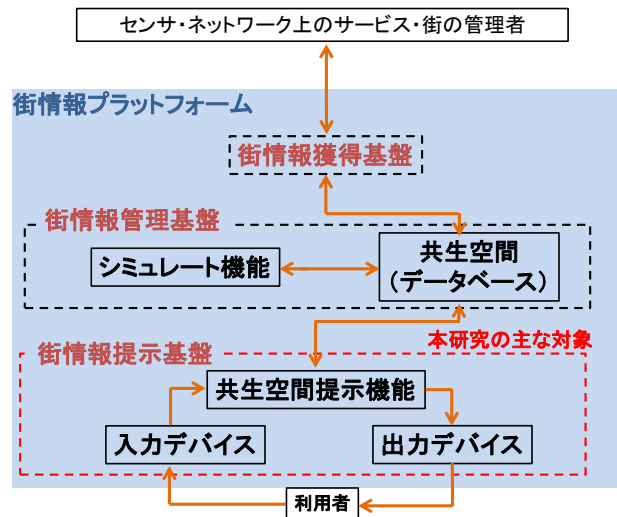 センサ・ネットワーク上のサービス・街の管理者
街情報プラットフォーム
街情報獲得基盤
街情報管理基盤
シミュレート機能
共生空間
(データベース)
本研究の主な対象
街情報提示基盤
共生空間提示機能
入力デバイス
出力デバイス
利用者